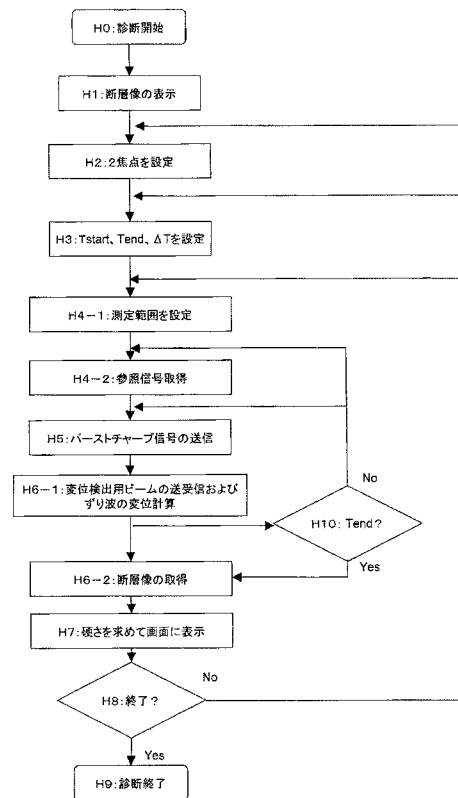 H0:診断開始
H1:断層像の表示
H2:2焦点を設定
H3:Tstart、Tend、ΔTを設定
H4－1:測定範囲を設定
H4－2:参照信号取得
H5:バーストチャープ信号の送信
H6－1:変位検出用ビームの送受信および
ずり波の変位計算
No
H10:Tend?
Yes
H6－2:断層像の取得
H7:硬さを求めて画面に表示
No
H8:終了?
Yes
H9:診断終了